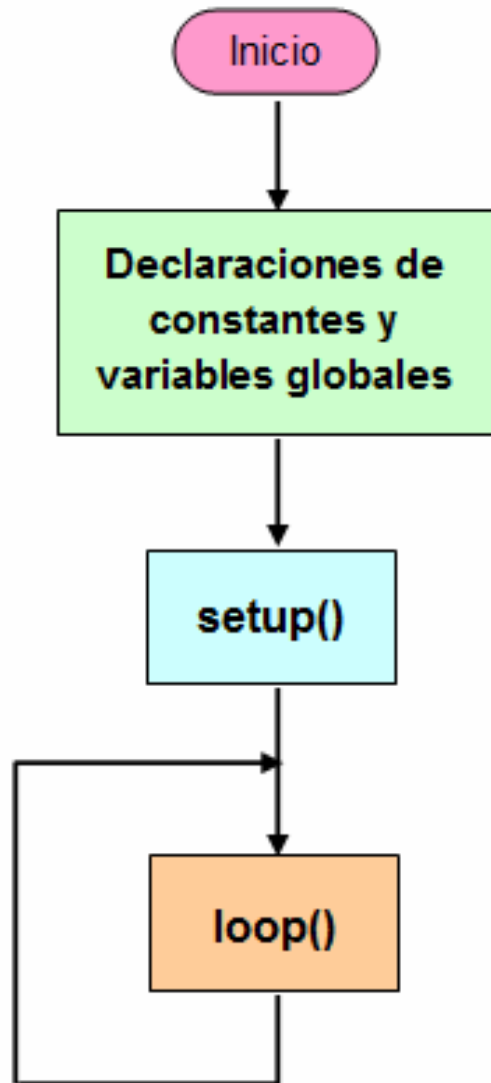 Inicio
Declaraciones de
constantes y
variables globales
setup()
loop()